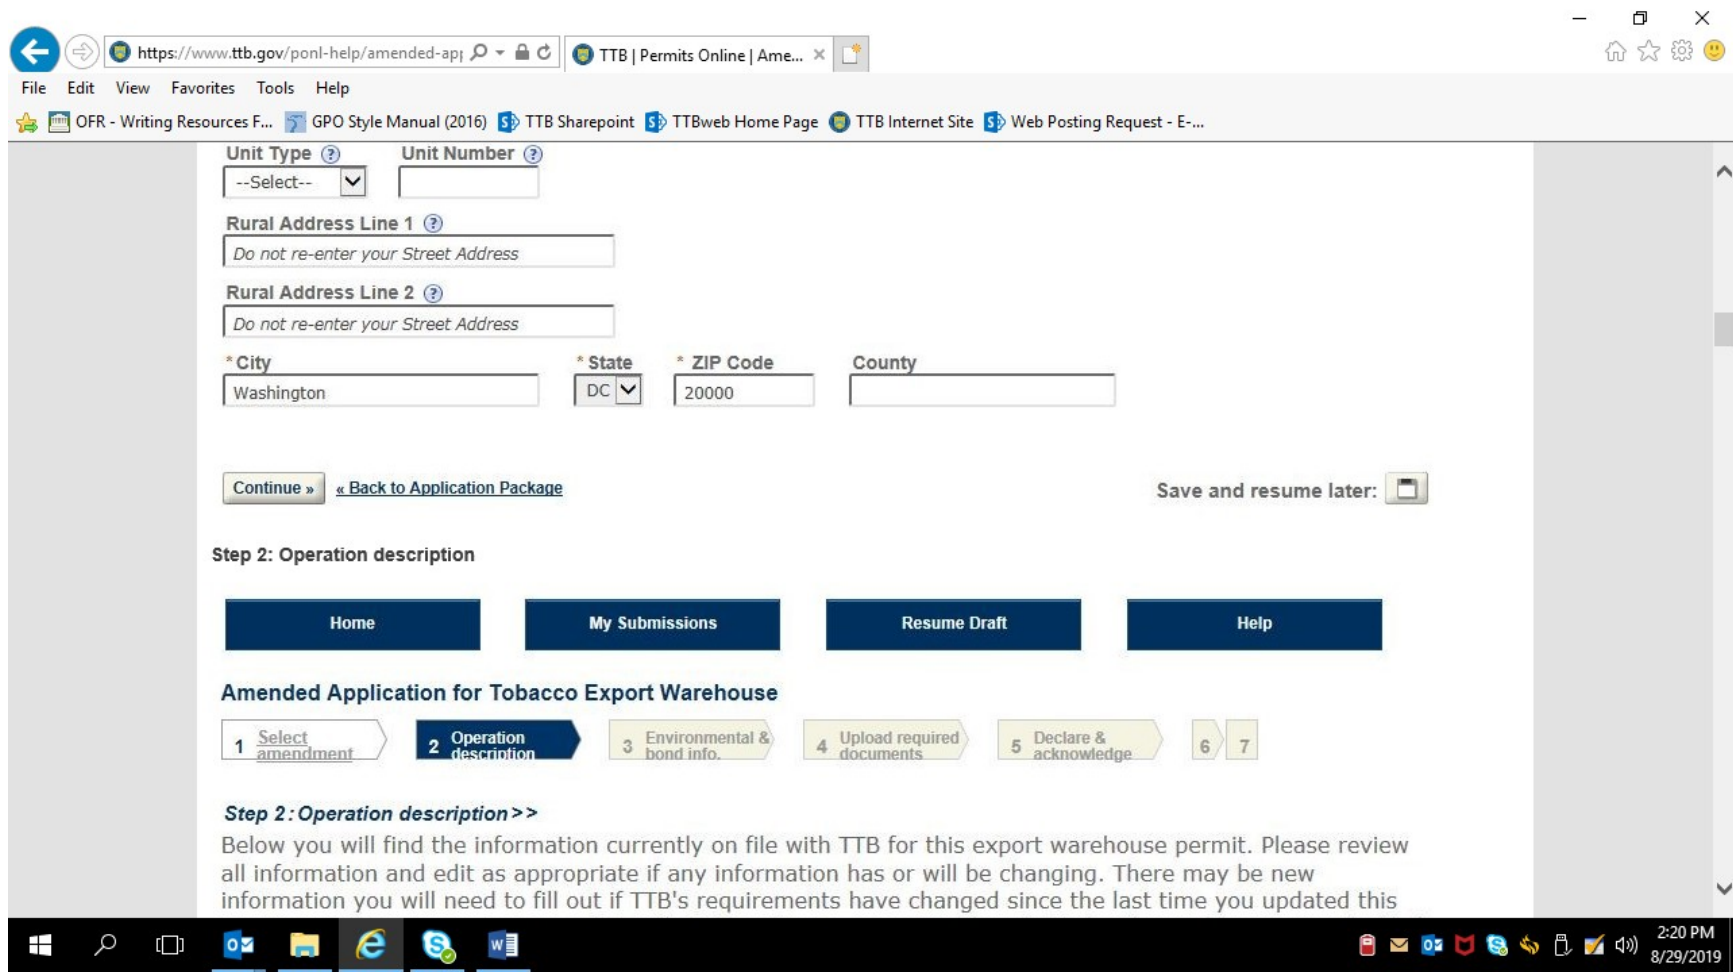 https://www.ttb.gov/ponl-help/amended-app
TTB | Permits Online | Ame...
File Edit View Favorites Tools Help
OFR - Writing Resources F... GPO Style Manual (2016) TTB Sharepoint TTBweb Home Page TTB Internet Site Web Posting Request - E-...
Unit Type Unit Number
--Select--
Rural Address Line 1
Do not re-enter your Street Address
Rural Address Line 2
Do not re-enter your Street Address
* City * State * ZIP Code County
Washington DC 20000
Continue » « Back to Application Package Save and resume later:
Step 2: Operation description
Home My Submissions Resume Draft Help
Amended Application for Tobacco Export Warehouse
1 Select amendment 2 Operation description 3 Environmental & bond info. 4 Upload required documents 5 Declare & acknowledge 6 7
Step 2: Operation description>>
Below you will find the information currently on file with TTB for this export warehouse permit. Please review
all information and edit as appropriate if any information has or will be changing. There may be new
information you will need to fill out if TTB's requirements have changed since the last time you updated this
2:20 PM
8/29/2019